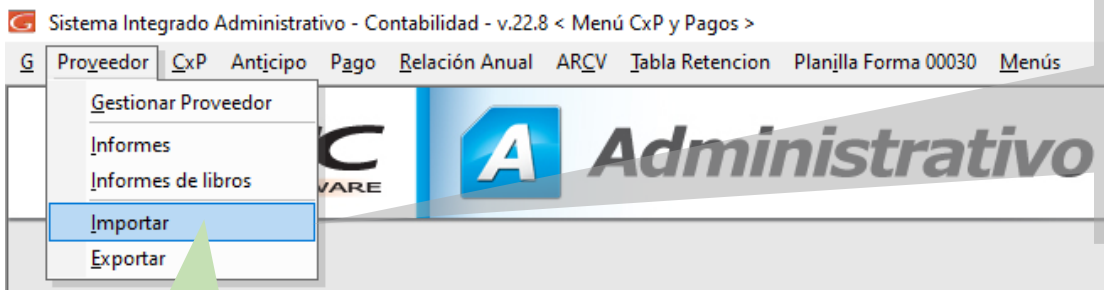 G Sistema Integrado Administrativo - Contabilidad - v.22.8 < Menú CxP y Pagos >
G Proveedor CxP Anticipo Pago Relación Anual ARCV Tabla Retencion Planilla Forma 00030 Menús
Gestionar Proveedor
Informes
Informes de libros
Importar
Exportar
A Administrativo